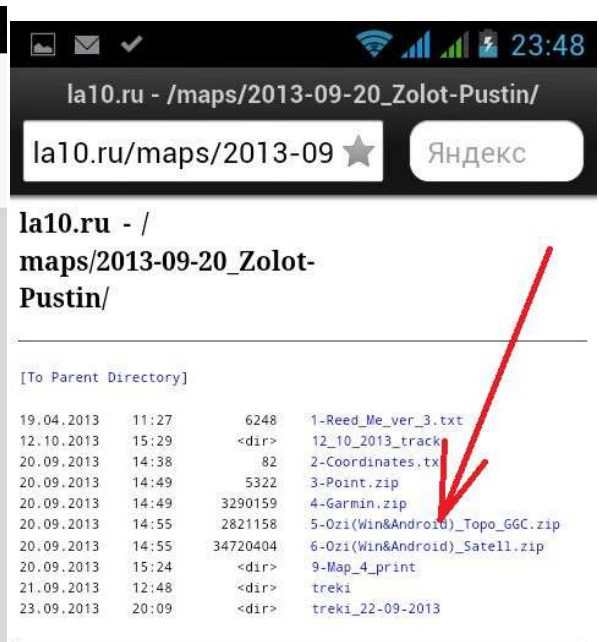 23:48
la10.ru - /maps/2013-09-20_Zolot-Pustin/
la10.ru/maps/2013-09 Яндекс
la10.ru - /
maps/2013-09-20_Zolot-
Pustin/
[To Parent Directory]
19.04.2013 11:27 6248 1-Reed_Me_ver_3.txt
12.10.2013 15:29 <dir> 12_10_2013_track
20.09.2013 14:38 82 2-Coordinates.tx
20.09.2013 14:49 5322 3-Point.zip
20.09.2013 14:49 3290159 4-Garmin.zip
20.09.2013 14:55 2821158 5-Ozi(Win&Android)_Topo_GGC.zip
20.09.2013 14:55 34720404 6-Ozi(Win&Android)_Satell.zip
20.09.2013 15:24 <dir> 9-Map_4_print
21.09.2013 12:48 <dir> treki
23.09.2013 20:09 <dir> treki_22-09-2013